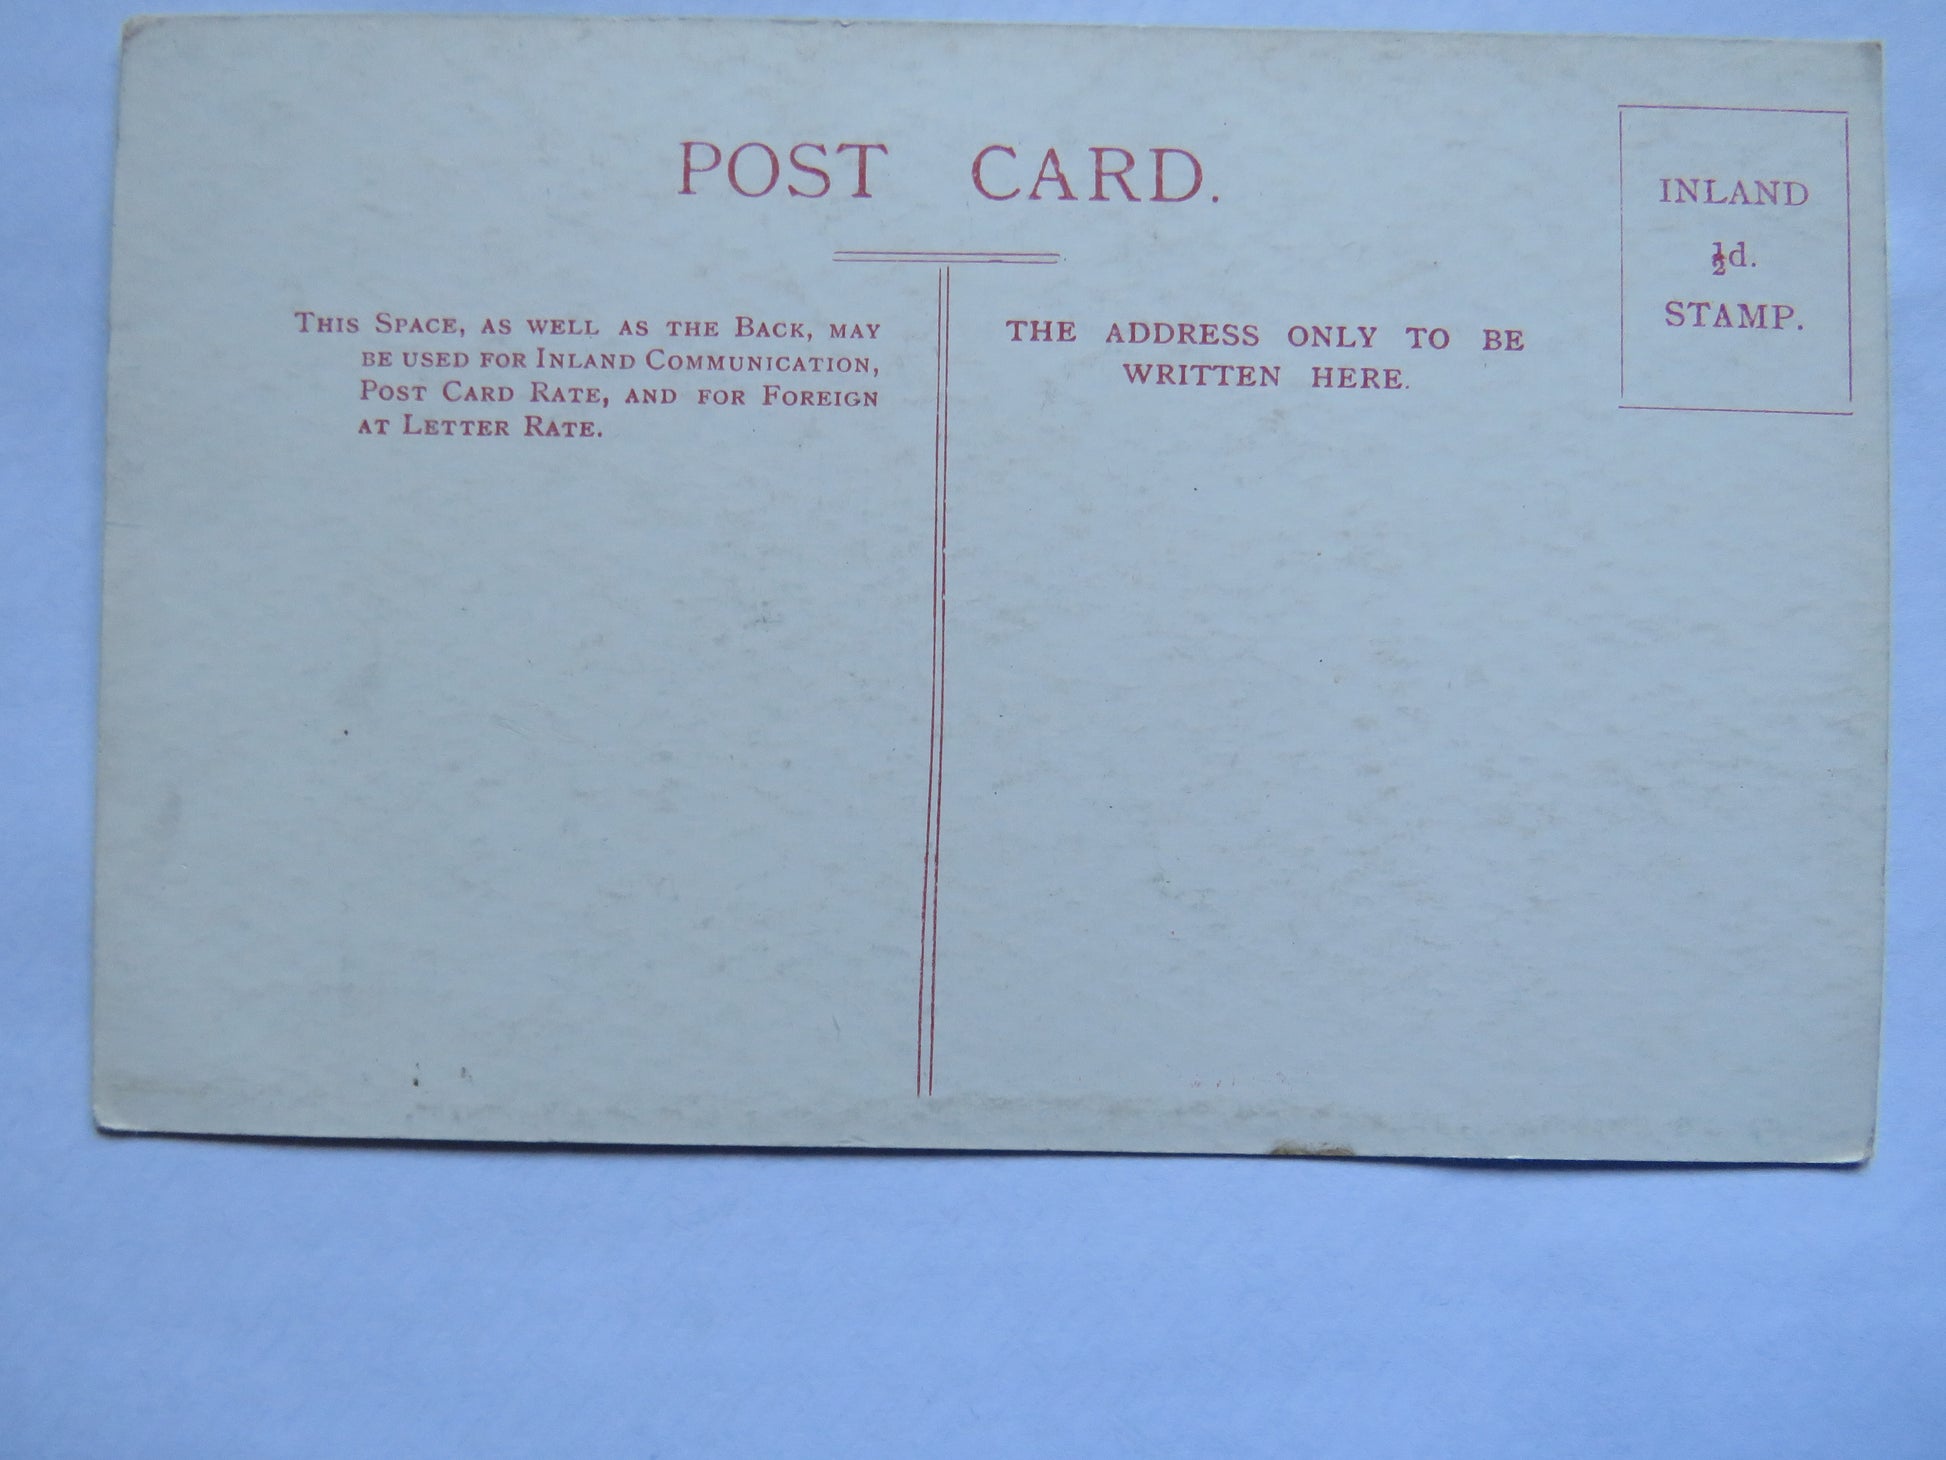 POST CARD.
INLAND
½d.
STAMP.
THIS SPACE, AS WELL AS THE BACK, MAY
BE USED FOR INLAND COMMUNICATION,
POST CARD RATE, AND FOR FOREIGN
AT LETTER RATE.
THE ADDRESS ONLY TO BE
WRITTEN HERE.